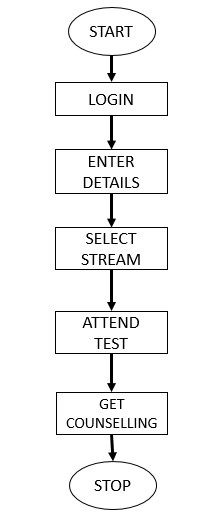 START
LOGIN
ENTER
DETAILS
SELECT
STREAM
ATTEND
TEST
GET
COUNSELLING
STOP